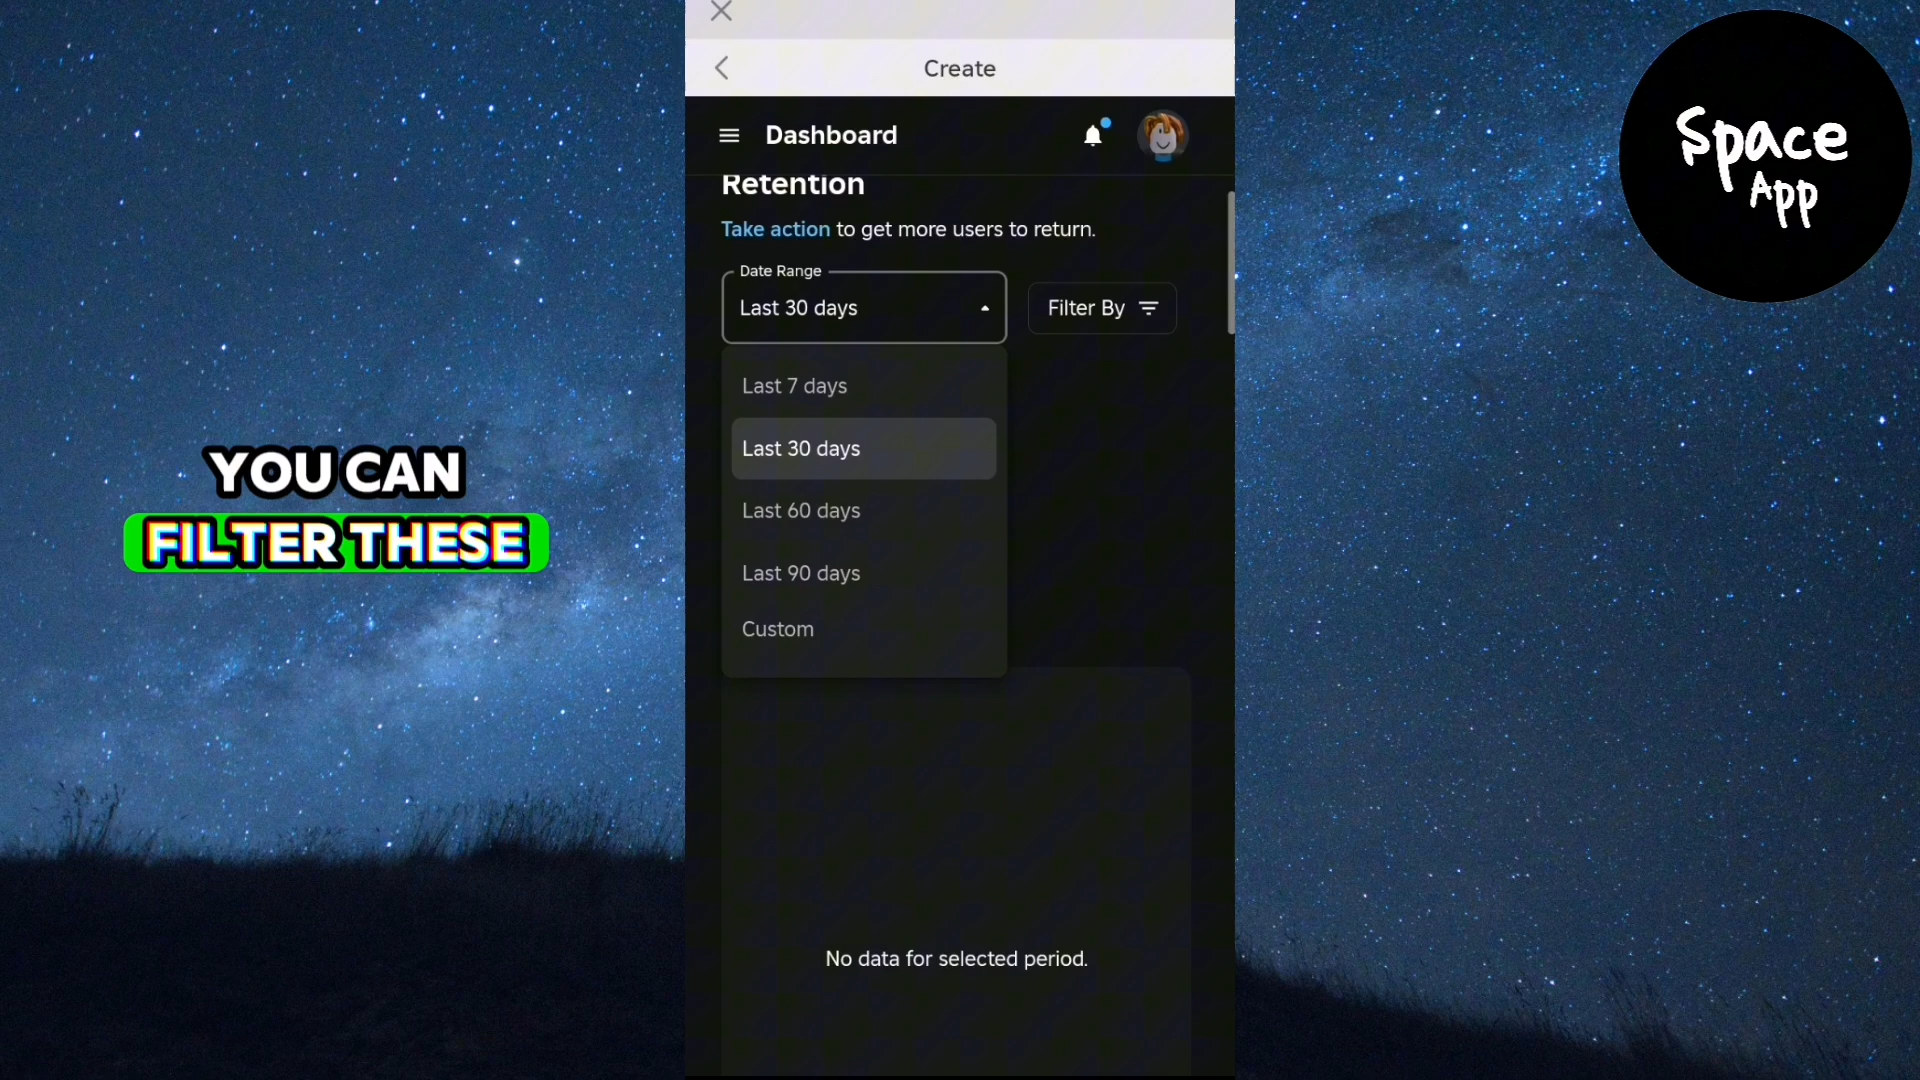 Create
Dashboard
Retention
Take action to get more users to return.
Date Range
Last 30 days
Filter By
Last 7 days
Last 30 days
Last 60 days
Last 90 days
Custom
No data for selected period.
YOU CAN
FILTER THESE
Space
App